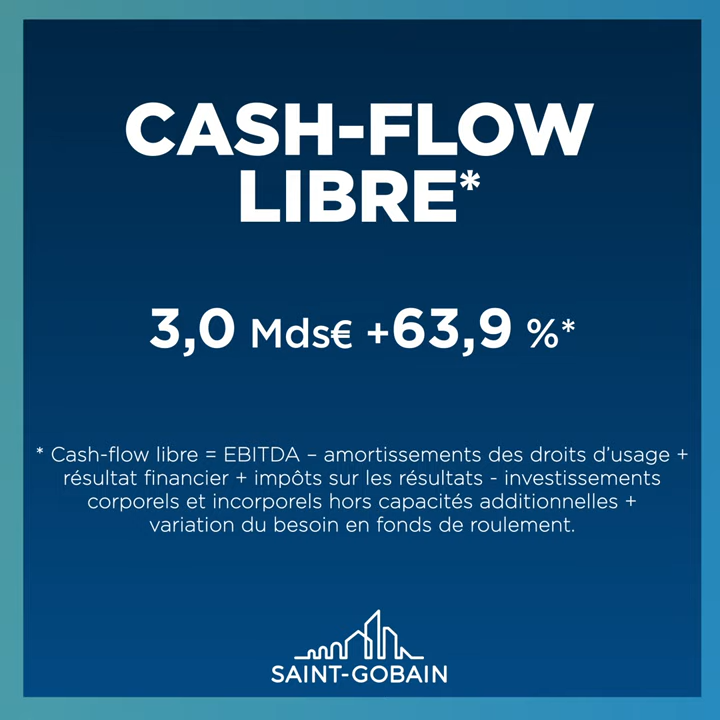 CASH-FLOW
LIBRE*
3,0 Mds€ +63,9 %*
* Cash-flow libre = EBITDA – amortissements des droits d’usage +
résultat financier + impôts sur les résultats - investissements
corporels et incorporels hors capacités additionnelles +
variation du besoin en fonds de roulement.
SAINT-GOBAIN